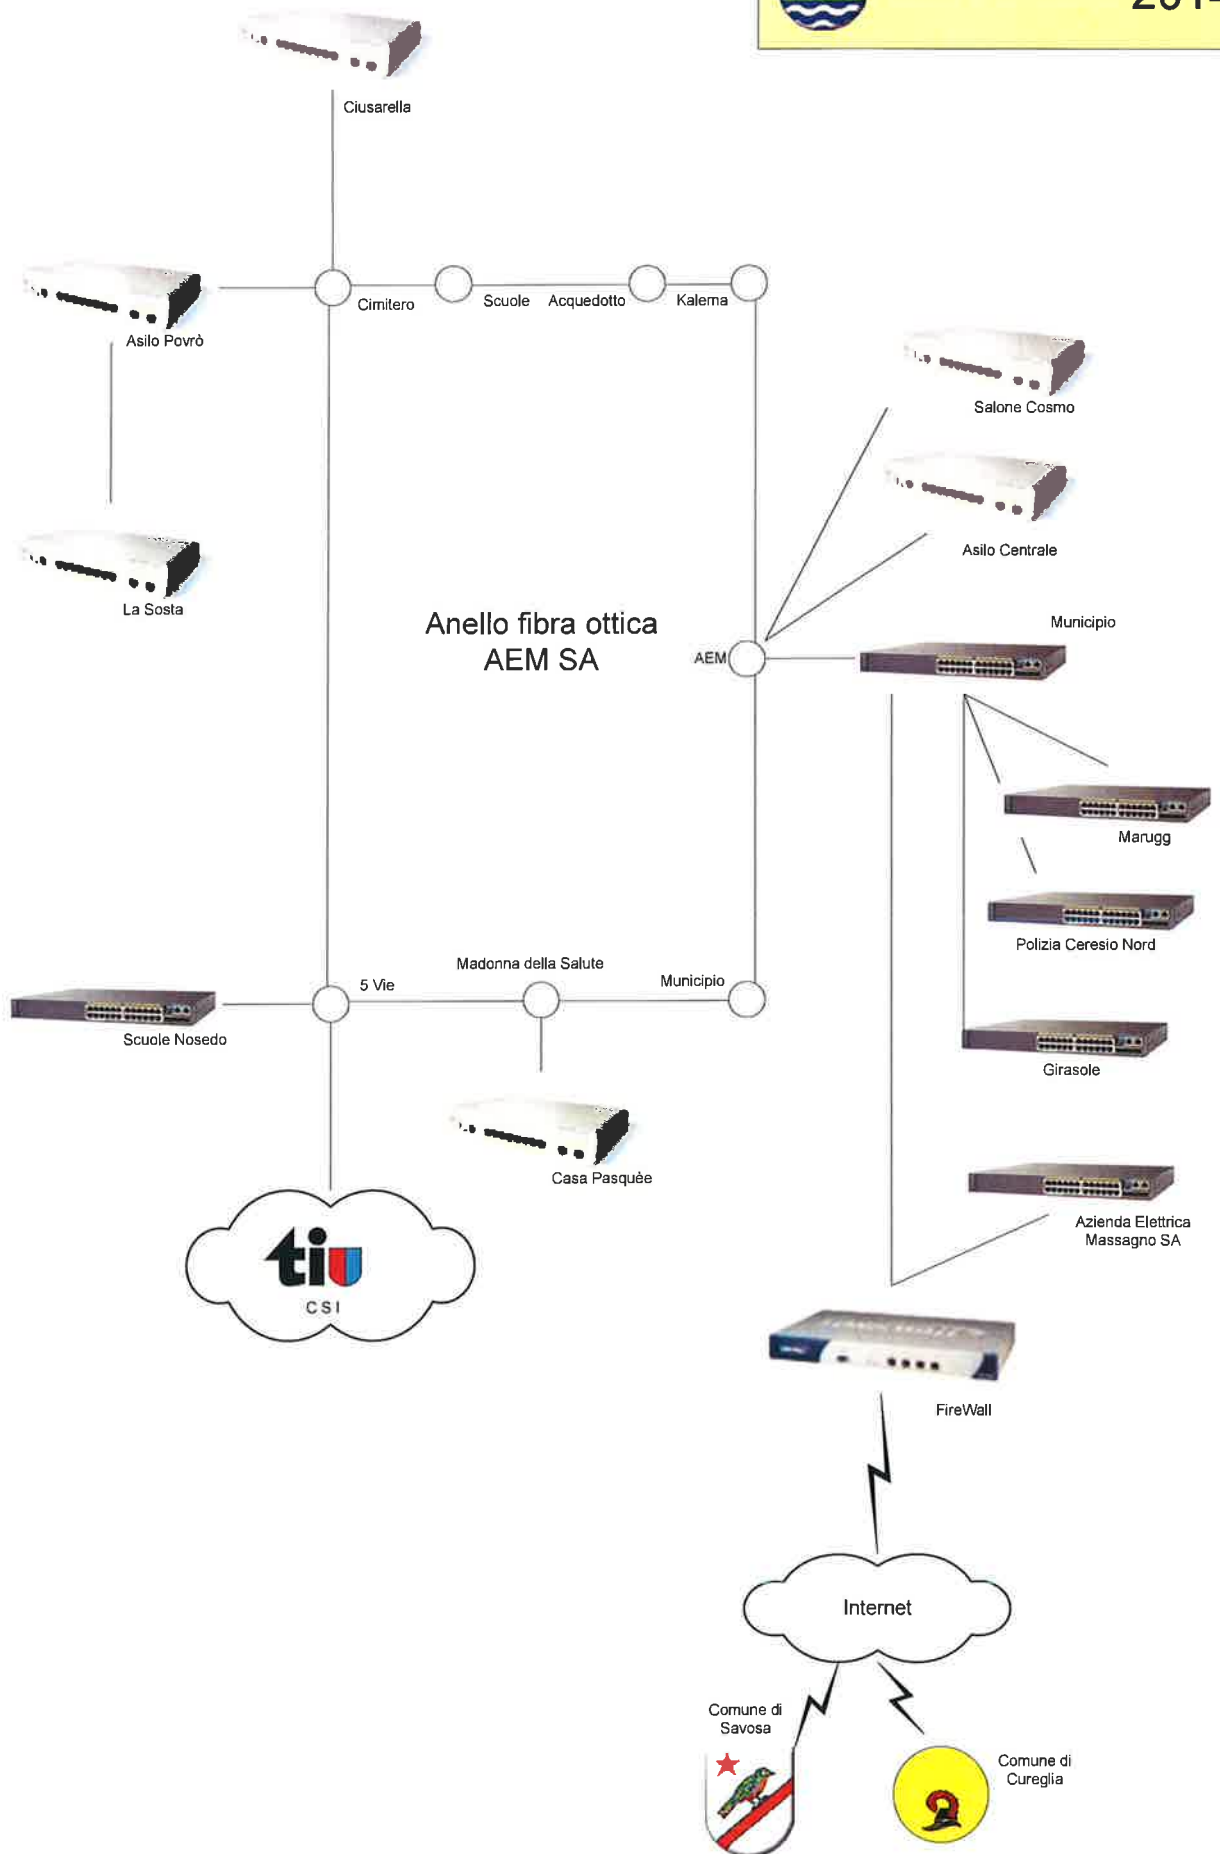 Ciusarella
Cimitero
Scuole
Acquedotto
Kalema
Asilo Povrò
Salone Cosmo
Asilo Centrale
La Sosta
Anello fibra ottica
AEM SA
AEM
Municipio
Marugg
Polizia Ceresio Nord
5 Vie
Madonna della Salute
Municipio
Scuole Nosedo
Girasole
Casa Pasquèe
Azienda Elettrica
Massagno SA
tiu
CSI
FireWall
Internet
Comune di
Savosa
Comune di
Cureglia